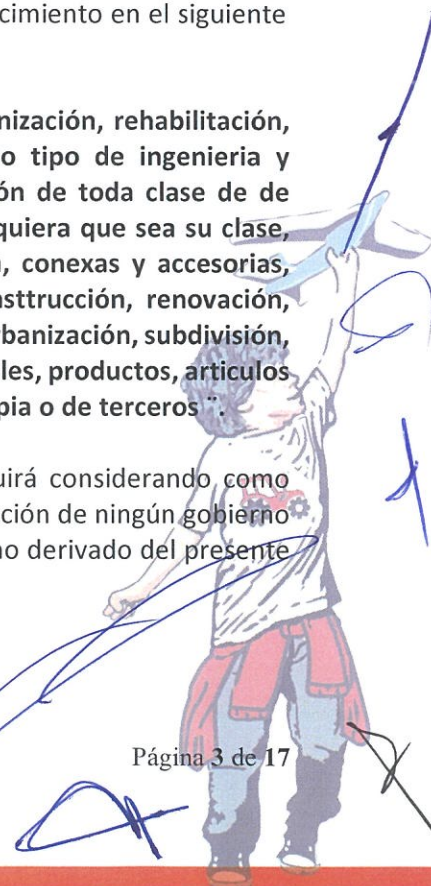 cimiento en el siguiente
nización, rehabilitación,
o tipo de ingenieria y
ón de toda clase de de
quiera que sea su clase,
, conexas y accesorias,
asttrucción, renovación,
rbanización, subdivisión,
les, productos, articulos
pia o de terceros ¨.
uirá considerando como
ción de ningún gobierno
no derivado del presente
Página 3 de 17